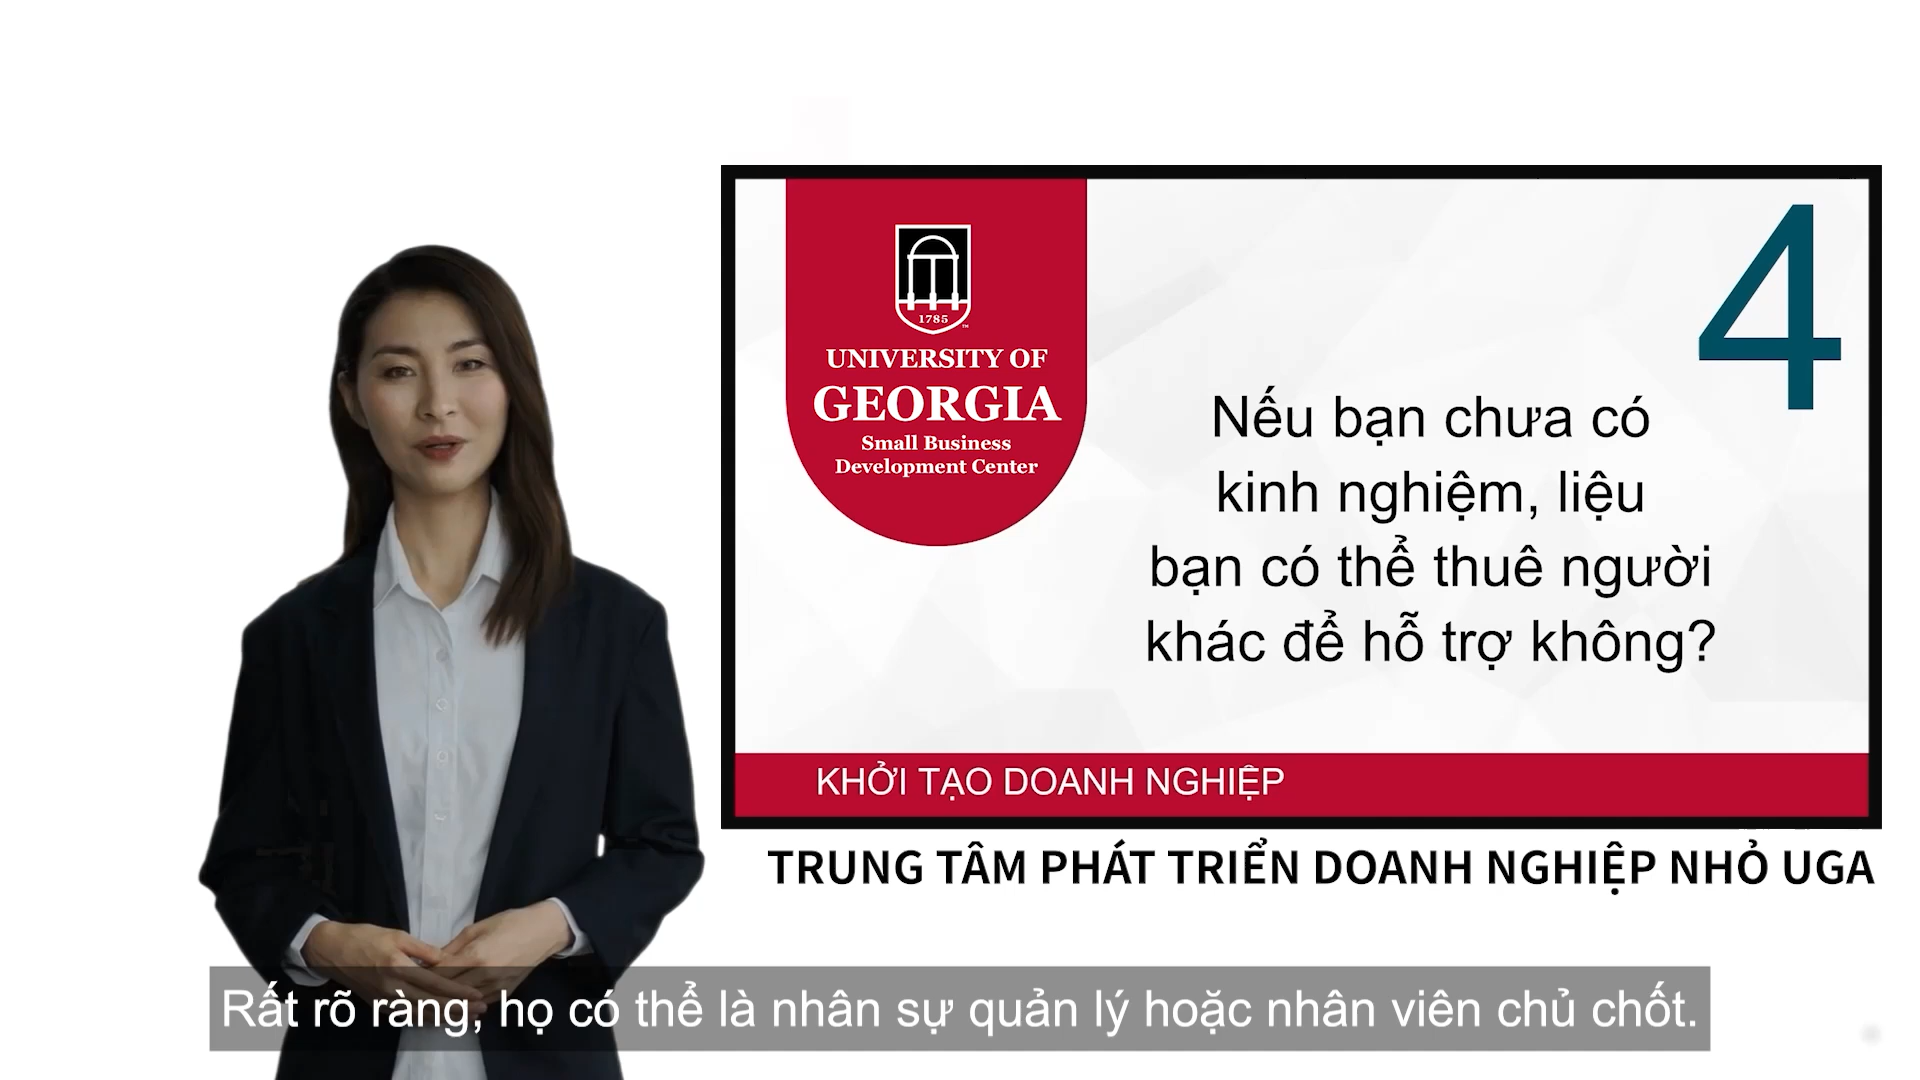 1785
UNIVERSITY OF
GEORGIA
Small Business
Development Center
4
Nếu bạn chưa có
kinh nghiệm, liệu
bạn có thể thuê người
khác để hỗ trợ không?
KHỞI TẠO DOANH NGHIỆP
TRUNG TÂM PHÁT TRIỂN DOANH NGHIỆP NHỎ UGA
Rất rõ ràng, họ có thể là nhân sự quản lý hoặc nhân viên chủ chốt.